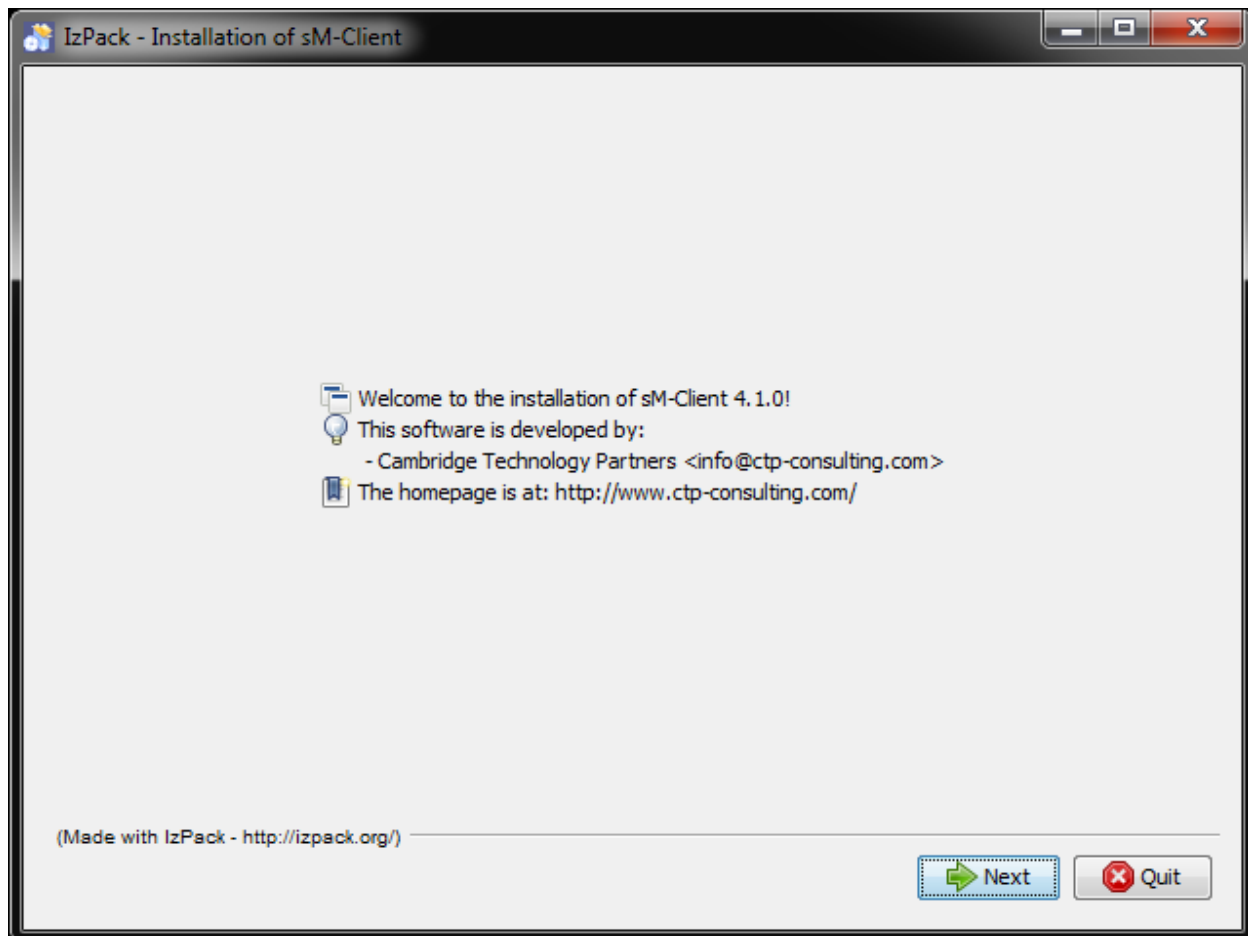 IzPack - Installation of sM-Client
Welcome to the installation of sM-Client 4.1.0!
This software is developed by:
- Cambridge Technology Partners <info@ctp-consulting.com>
The homepage is at: http://www.ctp-consulting.com/
(Made with IzPack - http://izpack.org/)
Next Quit